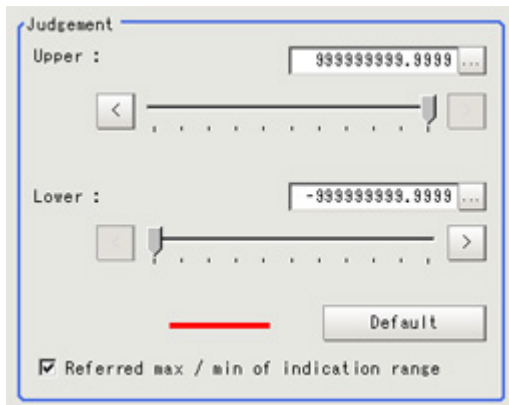 Judgement
Upper :
999999999.9999 ...
<
>
Lower :
-999999999.9999 ...
<
>
Default
Referred max / min of indication range